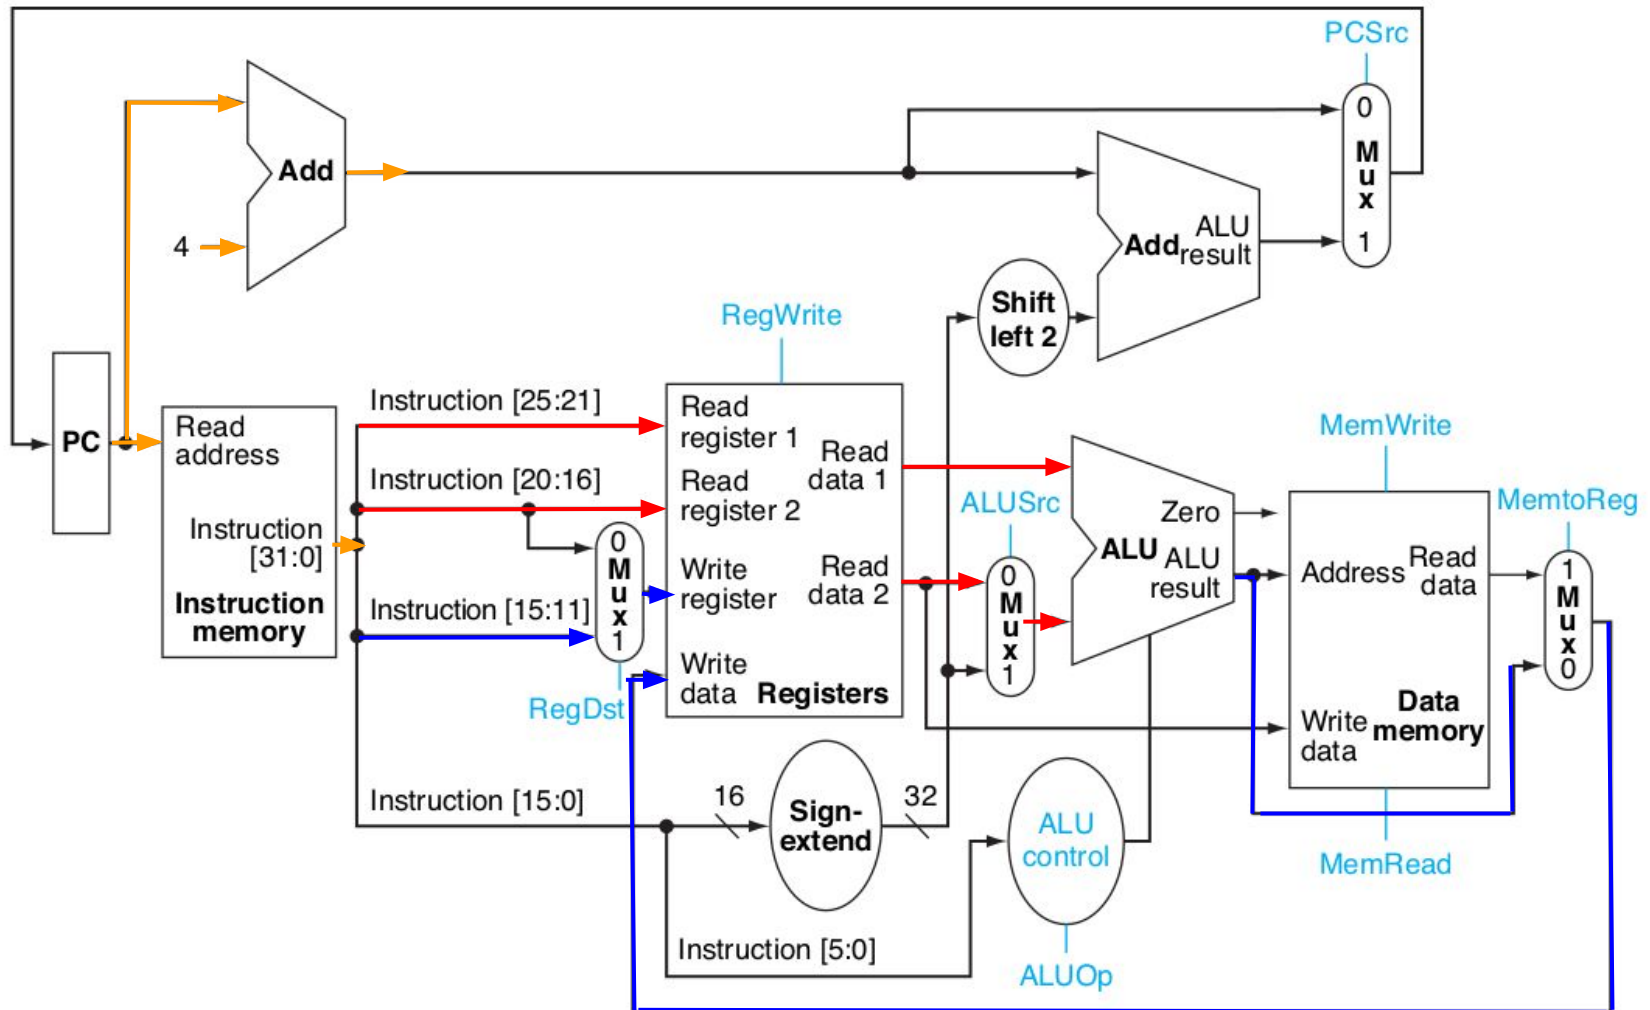 PCSrc
0
M
u
x
1
Add
ALU
Add result
4
Shift
left 2
RegWrite
PC
Read
address
Instruction
[31:0]
Instruction
memory
Instruction [25:21]
Instruction [20:16]
Instruction [15:11]
Instruction [15:0]
Instruction [5:0]
0
M
u
x
1
RegDst
Read
register 1
Read
register 2
Write
register
Write
data
Read
data 1
Read
data 2
Registers
16
Sign-
extend
32
ALUSrc
0
M
u
x
1
Zero
ALU
ALU
result
ALU
control
ALUOp
MemWrite
Address
Read
data
Write
data
Data
memory
MemRead
MemtoReg
1
M
u
x
0